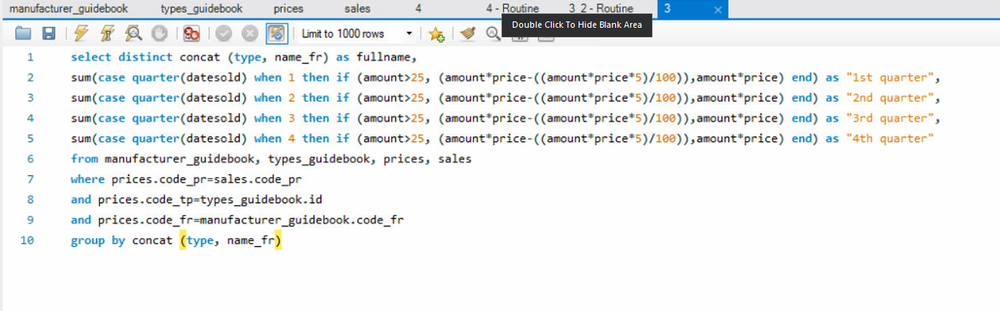 manufacturer_guidebook types_guidebook prices sales 4 4 - Routine 3_2 - Routine 3
Double Click To Hide Blank Area
Limit to 1000 rows
1 select distinct concat (type, name_fr) as fullname,
2 sum(case quarter(datesold) when 1 then if (amount>25, (amount*price-((amount*price*5)/100)),amount*price) end) as "1st quarter",
3 sum(case quarter(datesold) when 2 then if (amount>25, (amount*price-((amount*price*5)/100)),amount*price) end) as "2nd quarter",
4 sum(case quarter(datesold) when 3 then if (amount>25, (amount*price-((amount*price*5)/100)),amount*price) end) as "3rd quarter",
5 sum(case quarter(datesold) when 4 then if (amount>25, (amount*price-((amount*price*5)/100)),amount*price) end) as "4th quarter"
6 from manufacturer_guidebook, types_guidebook, prices, sales
7 where prices.code_pr=sales.code_pr
8 and prices.code_tp=types_guidebook.id
9 and prices.code_fr=manufacturer_guidebook.code_fr
10 group by concat (type, name_fr)